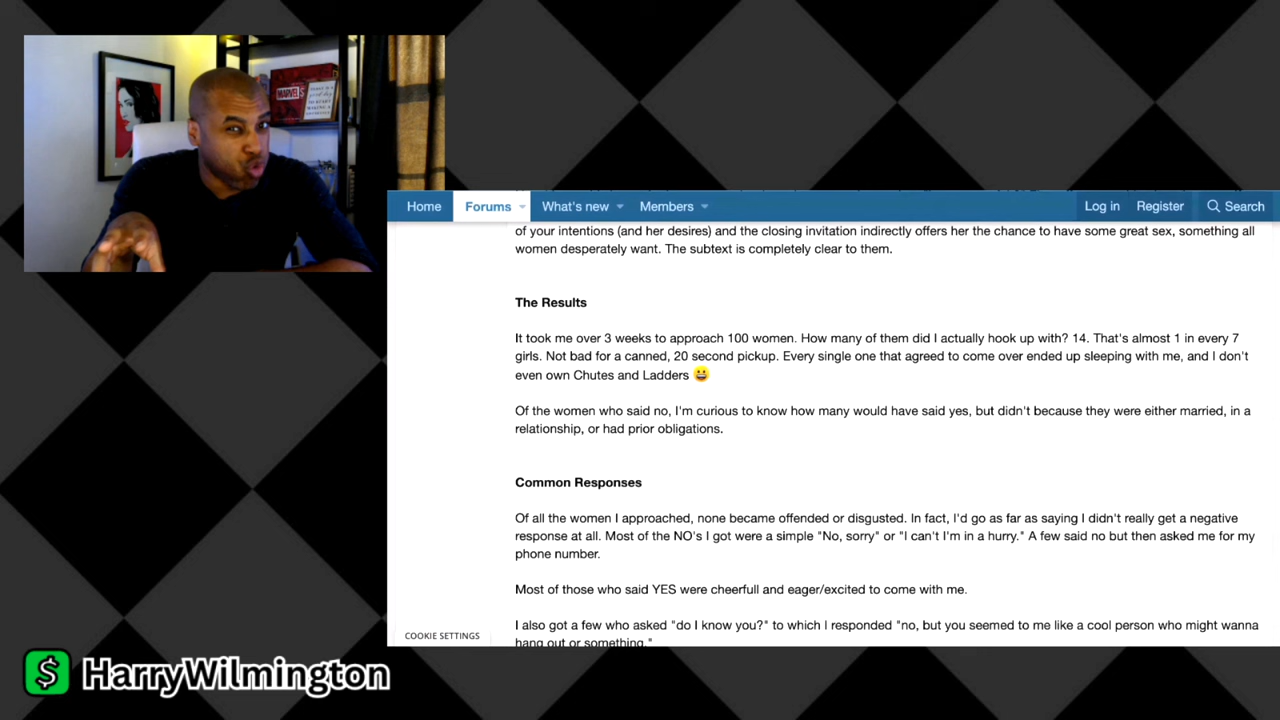 MARVEL
Home
Forums
What's new
Members
Log in
Register
Search
of your intentions (and her desires) and the closing invitation indirectly offers her the chance to have some great sex, something all
women desperately want. The subtext is completely clear to them.
The Results
It took me over 3 weeks to approach 100 women. How many of them did I actually hook up with? 14. That's almost 1 in every 7
girls. Not bad for a canned, 20 second pickup. Every single one that agreed to come over ended up sleeping with me, and I don't
even own Chutes and Ladders 😀
Of the women who said no, I'm curious to know how many would have said yes, but didn't because they were either married, in a
relationship, or had prior obligations.
Common Responses
Of all the women I approached, none became offended or disgusted. In fact, I'd go as far as saying I didn't really get a negative
response at all. Most of the NO's I got were a simple "No, sorry" or "I can't I'm in a hurry." A few said no but then asked me for my
phone number.
Most of those who said YES were cheerfull and eager/excited to come with me.
I also got a few who asked "do I know you?" to which I responded "no, but you seemed to me like a cool person who might wanna
hang out or something."
COOKIE SETTINGS
$ HarryWilmington